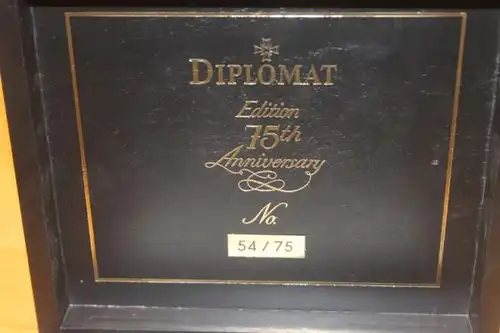 DIPLOMAT
Edition
75th
Anniversary
No.
54/75